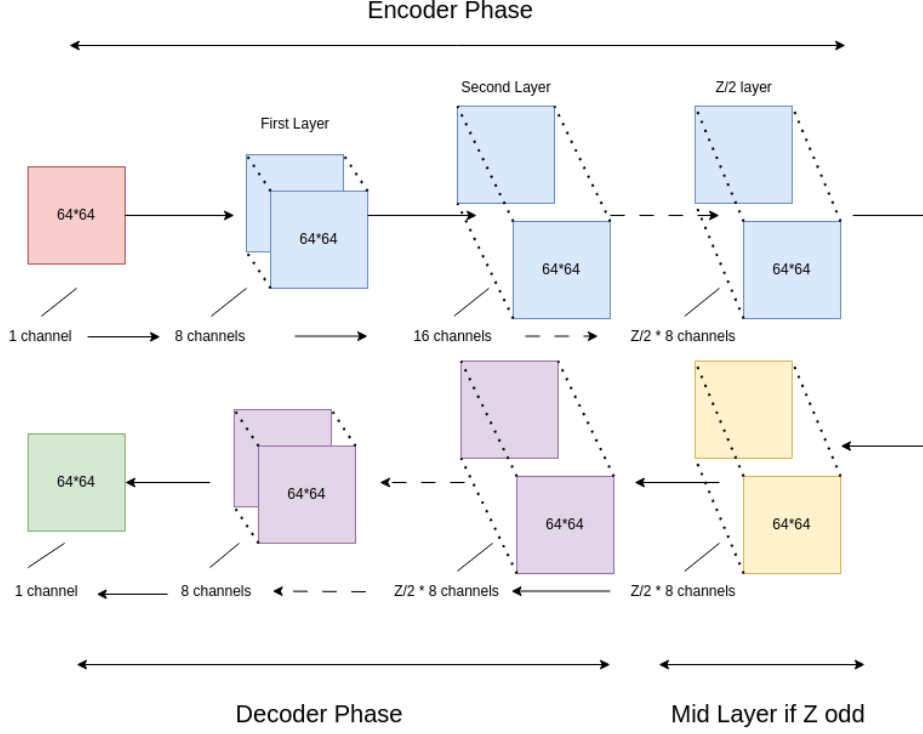 Encoder Phase
First Layer
Second Layer
Z/2 layer
64*64
64*64
64*64
64*64
1 channel
8 channels
16 channels
Z/2 * 8 channels
64*64
64*64
64*64
64*64
1 channel
8 channels
Z/2 * 8 channels
Z/2 * 8 channels
Decoder Phase
Mid Layer if Z odd